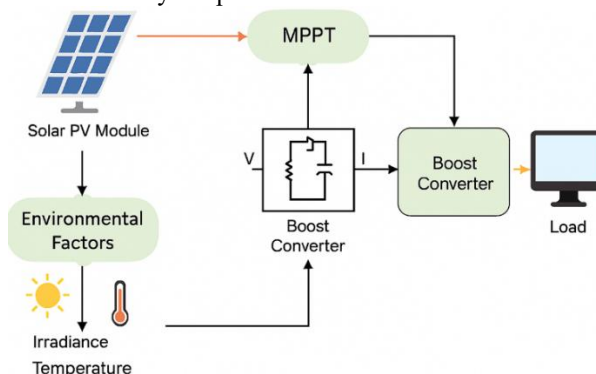 MPPT
Solar PV Module
V
I
Boost
Converter
Boost
Converter
Load
Environmental
Factors
Irradiance
Temperature